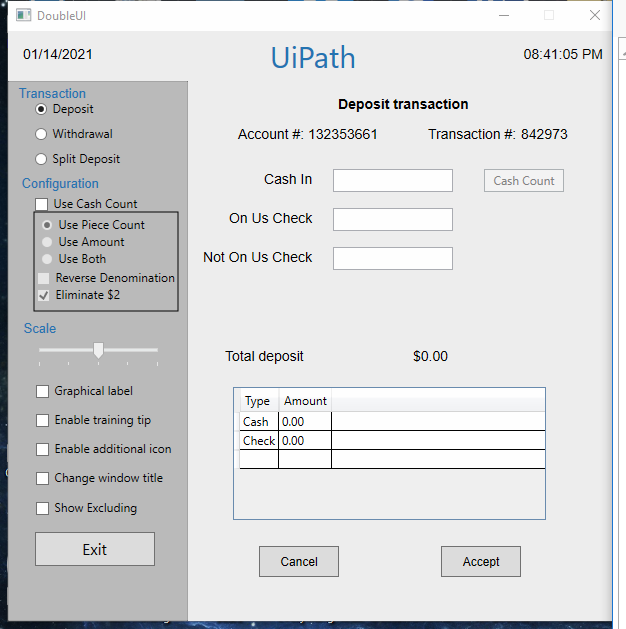 DoubleUI
01/14/2021
UiPath
08:41:05 PM
Transaction
Deposit
Withdrawal
Split Deposit
Configuration
Use Cash Count
Use Piece Count
Use Amount
Use Both
Reverse Denomination
Eliminate $2
Scale
Graphical label
Enable training tip
Enable additional icon
Change window title
Show Excluding
Exit
Deposit transaction
Account #: 132353661 Transaction #: 842973
Cash In Cash Count
On Us Check
Not On Us Check
Total deposit $0.00
Type Amount
Cash 0.00
Check 0.00
Cancel Accept